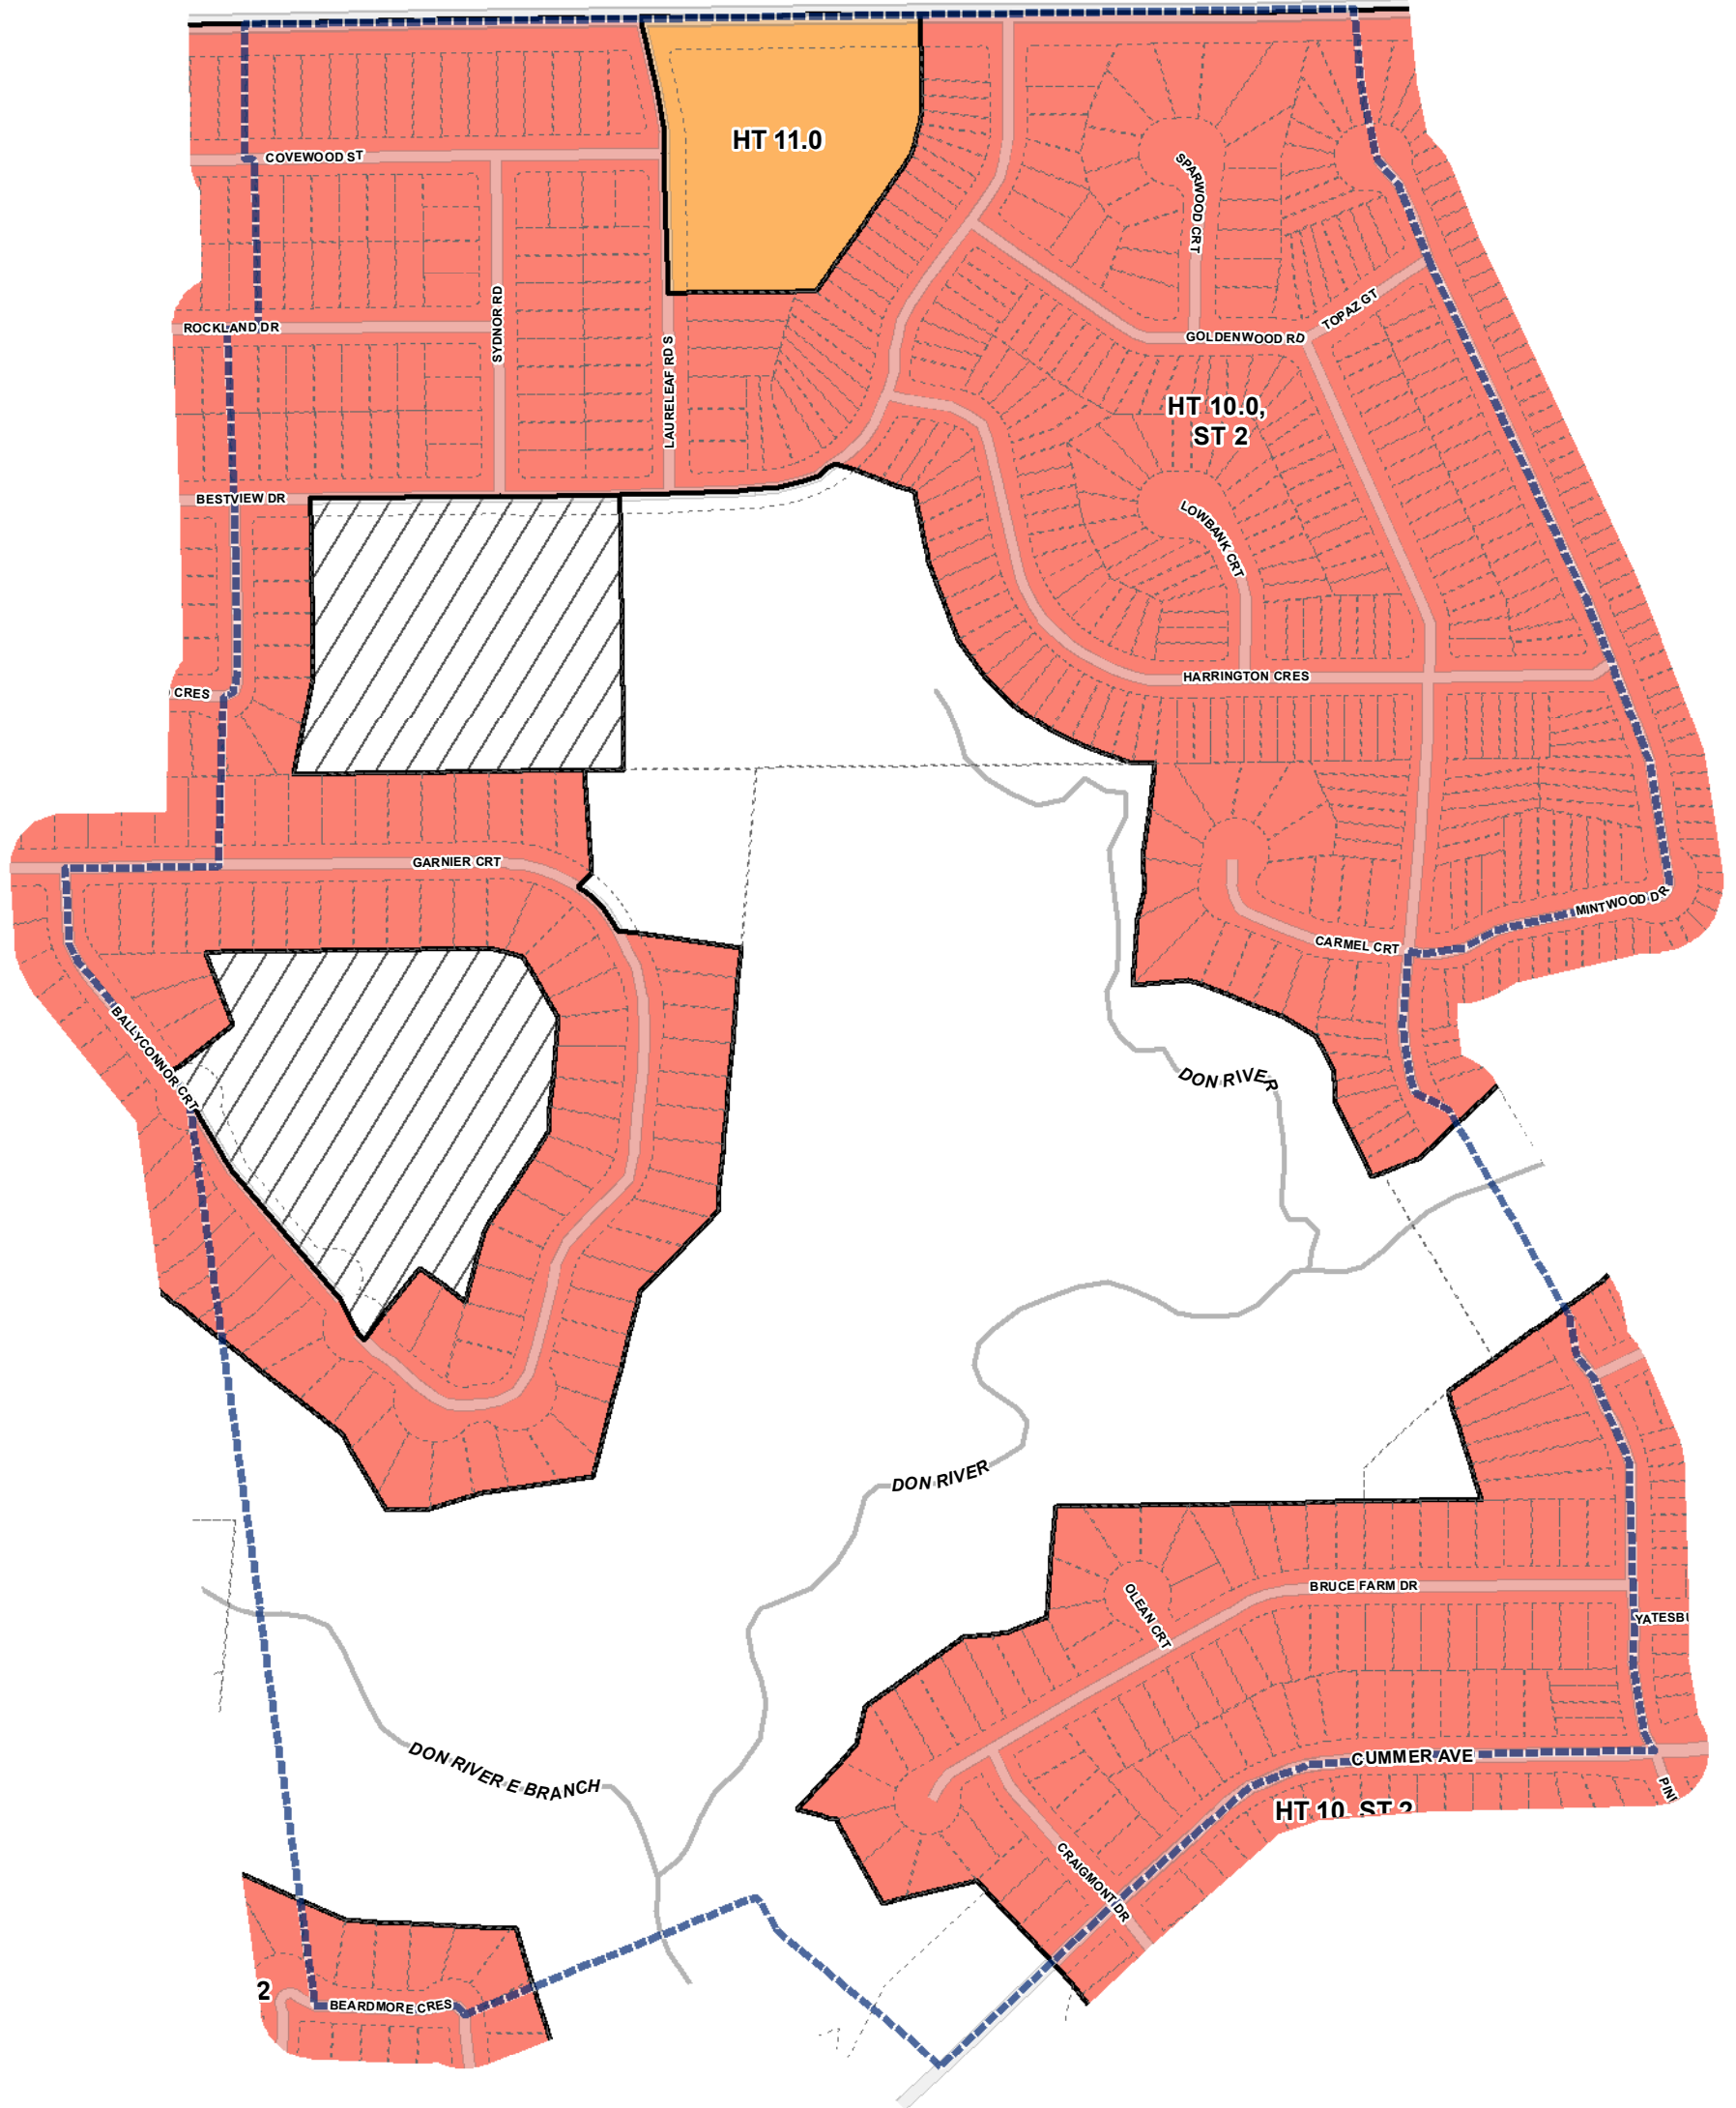 HT 11.0
COVEWOOD ST
SPARWOOD CRT
ROCKLAND DR
SYDNOR RD
LAURELEAF RD S
GOLDENWOOD RD
TOPAZ GT
HT 10.0,
ST 2
BESTVIEW DR
LOWBANK CRT
CRES
HARRINGTON CRES
GARNIER CRT
MINTWOOD DR
CARMEL CRT
BALLYCONNOR CRT
DON RIVER
DON RIVER
BRUCE FARM DR
OLEAN CRT
YATESBU
DON RIVER E BRANCH
CUMMER AVE
PIN
HT 10, ST 2
CRAIGMONT DR
2
BEARDMORE CRES